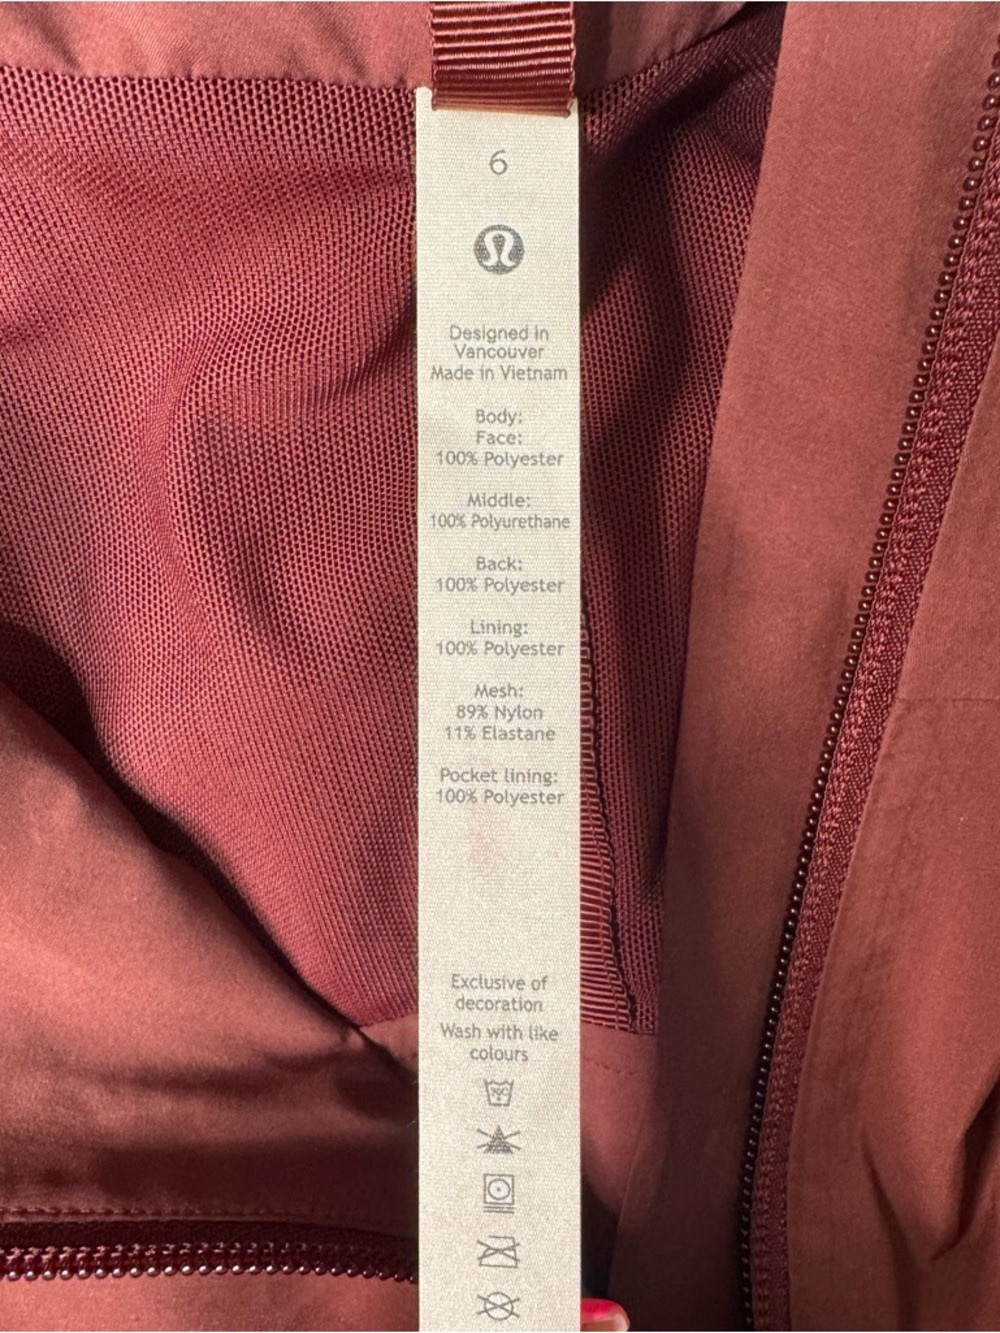 6
Designed in
Vancouver
Made in Vietnam
Body:
Face:
100% Polyester
Middle:
100% Polyurethane
Back:
100% Polyester
Lining:
100% Polyester
Mesh:
89% Nylon
11% Elastane
Pocket lining:
100% Polyester
Exclusive of
decoration
Wash with like
colours
30C